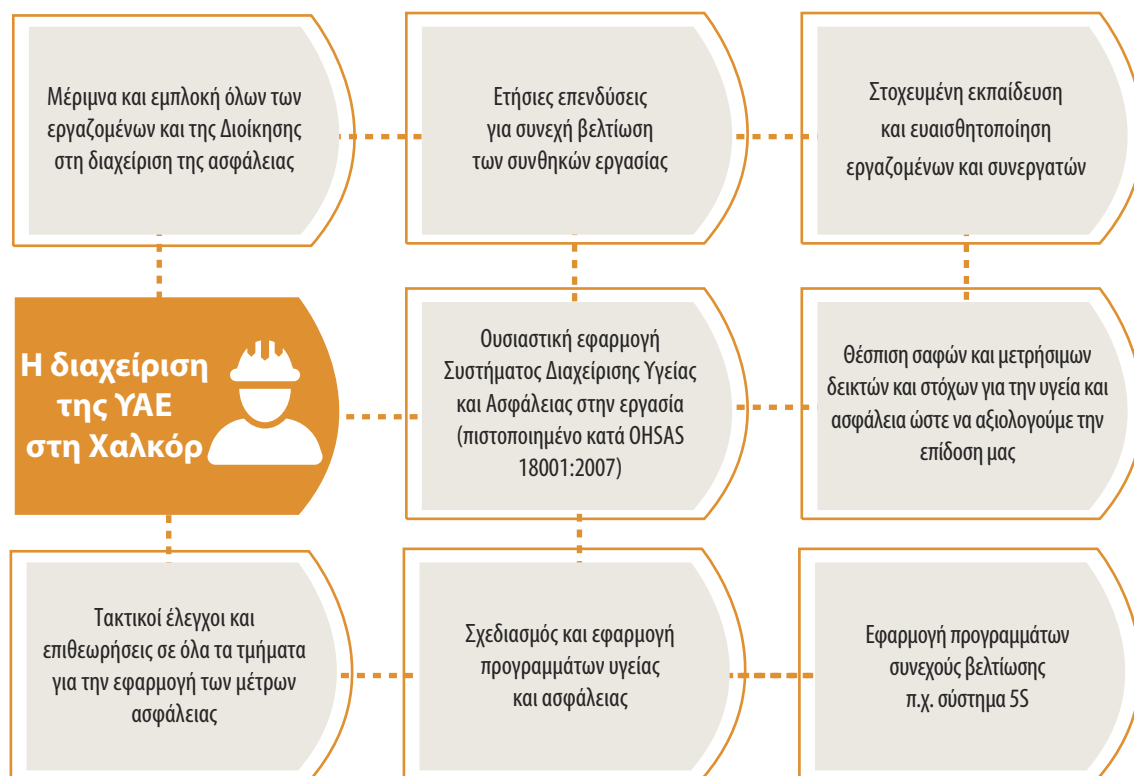 Μέριμνα και εμπλοκή όλων των
εργαζομένων και της Διοίκησης
στη διαχείριση της ασφάλειας
Ετήσιες επενδύσεις
για συνεχή βελτίωση
των συνθηκών εργασίας
Στοχευμένη εκπαίδευση
και ευαισθητοποίηση
εργαζομένων και συνεργατών
Η διαχείριση
της ΥΑΕ
στη Χαλκόρ
Ουσιαστική εφαρμογή
Συστήματος Διαχείρισης Υγείας
και Ασφάλειας στην εργασία
(πιστοποιημένο κατά OHSAS
18001:2007)
Θέσπιση σαφών και μετρήσιμων
δεικτών και στόχων για την υγεία και
ασφάλεια ώστε να αξιολογούμε την
επίδοση μας
Τακτικοί έλεγχοι και
επιθεωρήσεις σε όλα τα τμήματα
για την εφαρμογή των μέτρων
ασφάλειας
Σχεδιασμός και εφαρμογή
προγραμμάτων υγείας
και ασφάλειας
Εφαρμογή προγραμμάτων
συνεχούς βελτίωσης
π.χ. σύστημα 5S